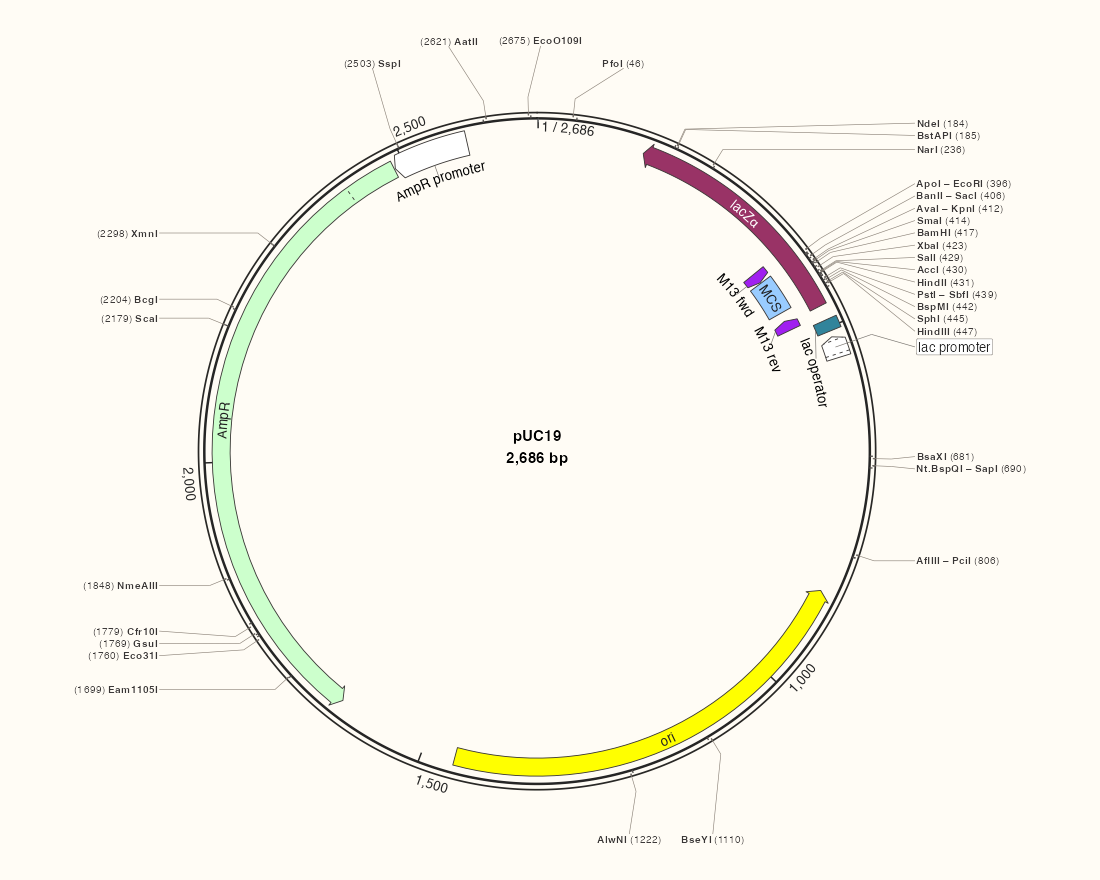 (2621) AatII
(2675) EcoO109I
(2503) SspI
PfoI (46)
2,500
1 / 2,686
AmpR promoter
NdeI (184)
BstAPI (185)
NarI (236)
ApoI – EcoRI (396)
BanII – SacI (406)
AvaI – KpnI (412)
SmaI (414)
BamHI (417)
XbaI (423)
SalI (429)
AccI (430)
HindII (431)
PstI – SbfI (439)
BspMI (442)
SphI (445)
HindIII (447)
lac promoter
lacZα
M13 fwd
MCS
M13 rev
lac operator
(2298) XmnI
(2204) BcgI
(2179) ScaI
AmpR
pUC19
2,686 bp
2,000
BsaXI (681)
Nt.BspQI – SapI (690)
AflIII – PciI (806)
(1848) NmeAIII
(1779) Cfr10I
(1769) GsuI
(1760) Eco31I
(1699) Eam1105I
1,000
ori
1,500
AlwNI (1222)
BseYI (1110)